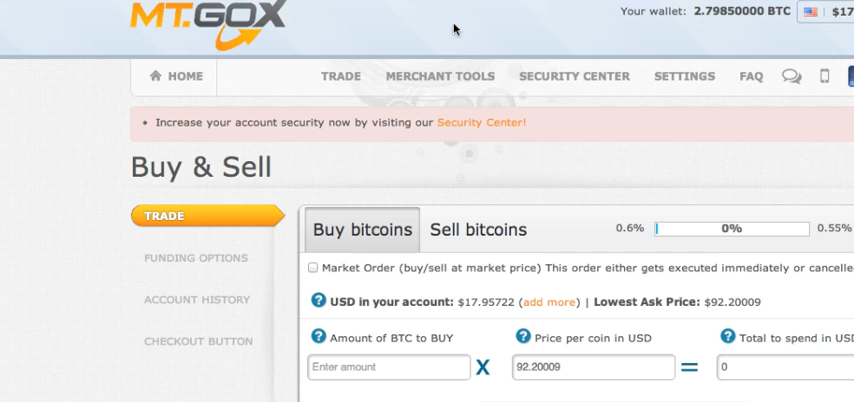 MT.GOX
Your wallet: 2.79850000 BTC $17
HOME TRADE MERCHANT TOOLS SECURITY CENTER SETTINGS FAQ
• Increase your account security now by visiting our Security Center!
Buy & Sell
TRADE
Buy bitcoins Sell bitcoins 0.6% 0% 0.55%
FUNDING OPTIONS
Market Order (buy/sell at market price) This order either gets executed immediately or cancelle
ACCOUNT HISTORY
? USD in your account: $17.95722 (add more) | Lowest Ask Price: $92.20009
CHECKOUT BUTTON
? Amount of BTC to BUY ? Price per coin in USD ? Total to spend in USD
Enter amount X 92.20009 = 0